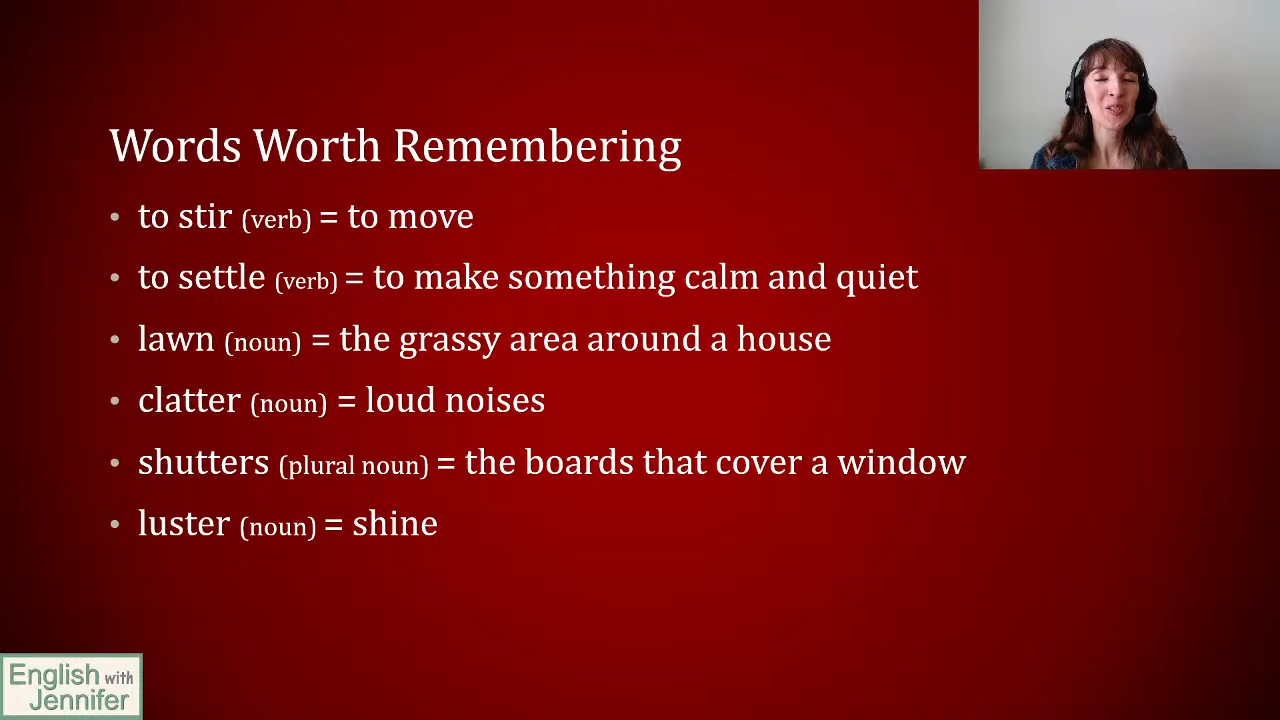 Words Worth Remembering
• to stir (verb) = to move
• to settle (verb) = to make something calm and quiet
• lawn (noun) = the grassy area around a house
• clatter (noun) = loud noises
• shutters (plural noun) = the boards that cover a window
• luster (noun) = shine
English with
Jennifer